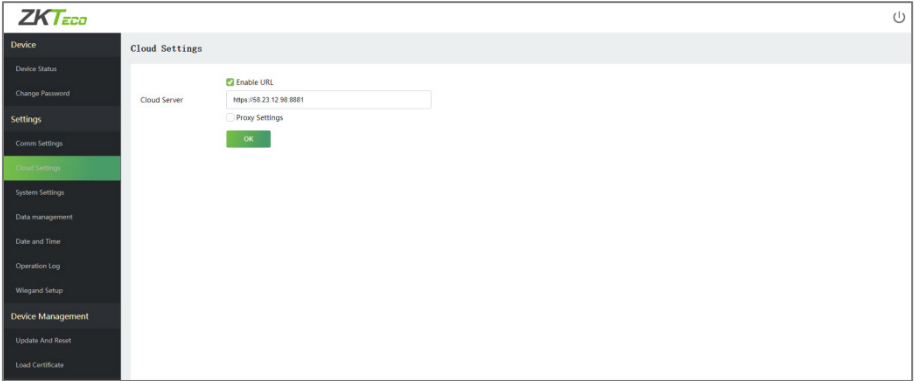 ZKTeco
Device
Device Status
Change Password
Settings
Comm Settings
Cloud Settings
System Settings
Data management
Date and Time
Operation Log
Wiegand Setup
Device Management
Update And Reset
Load Certificate
Cloud Settings
Enable URL
Cloud Server
https://58.23.12.98:8881
Proxy Settings
OK